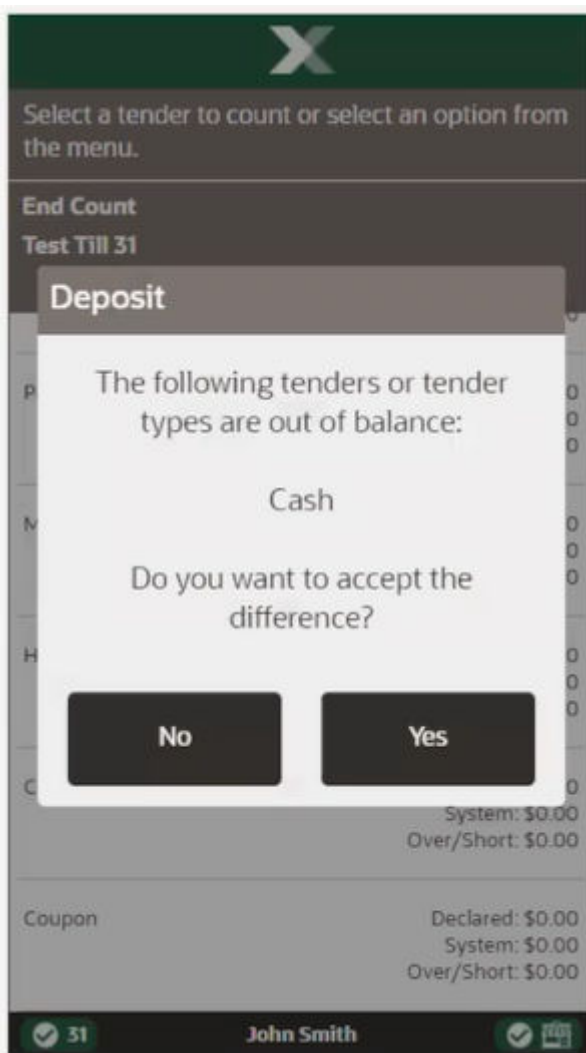 Select a tender to count or select an option from
the menu.
End Count
Test Till 31
Deposit
The following tenders or tender
types are out of balance:
Cash
Do you want to accept the
difference?
No
Yes
System: $0.00
Over/Short: $0.00
Coupon
Declared: $0.00
System: $0.00
Over/Short: $0.00
31
John Smith